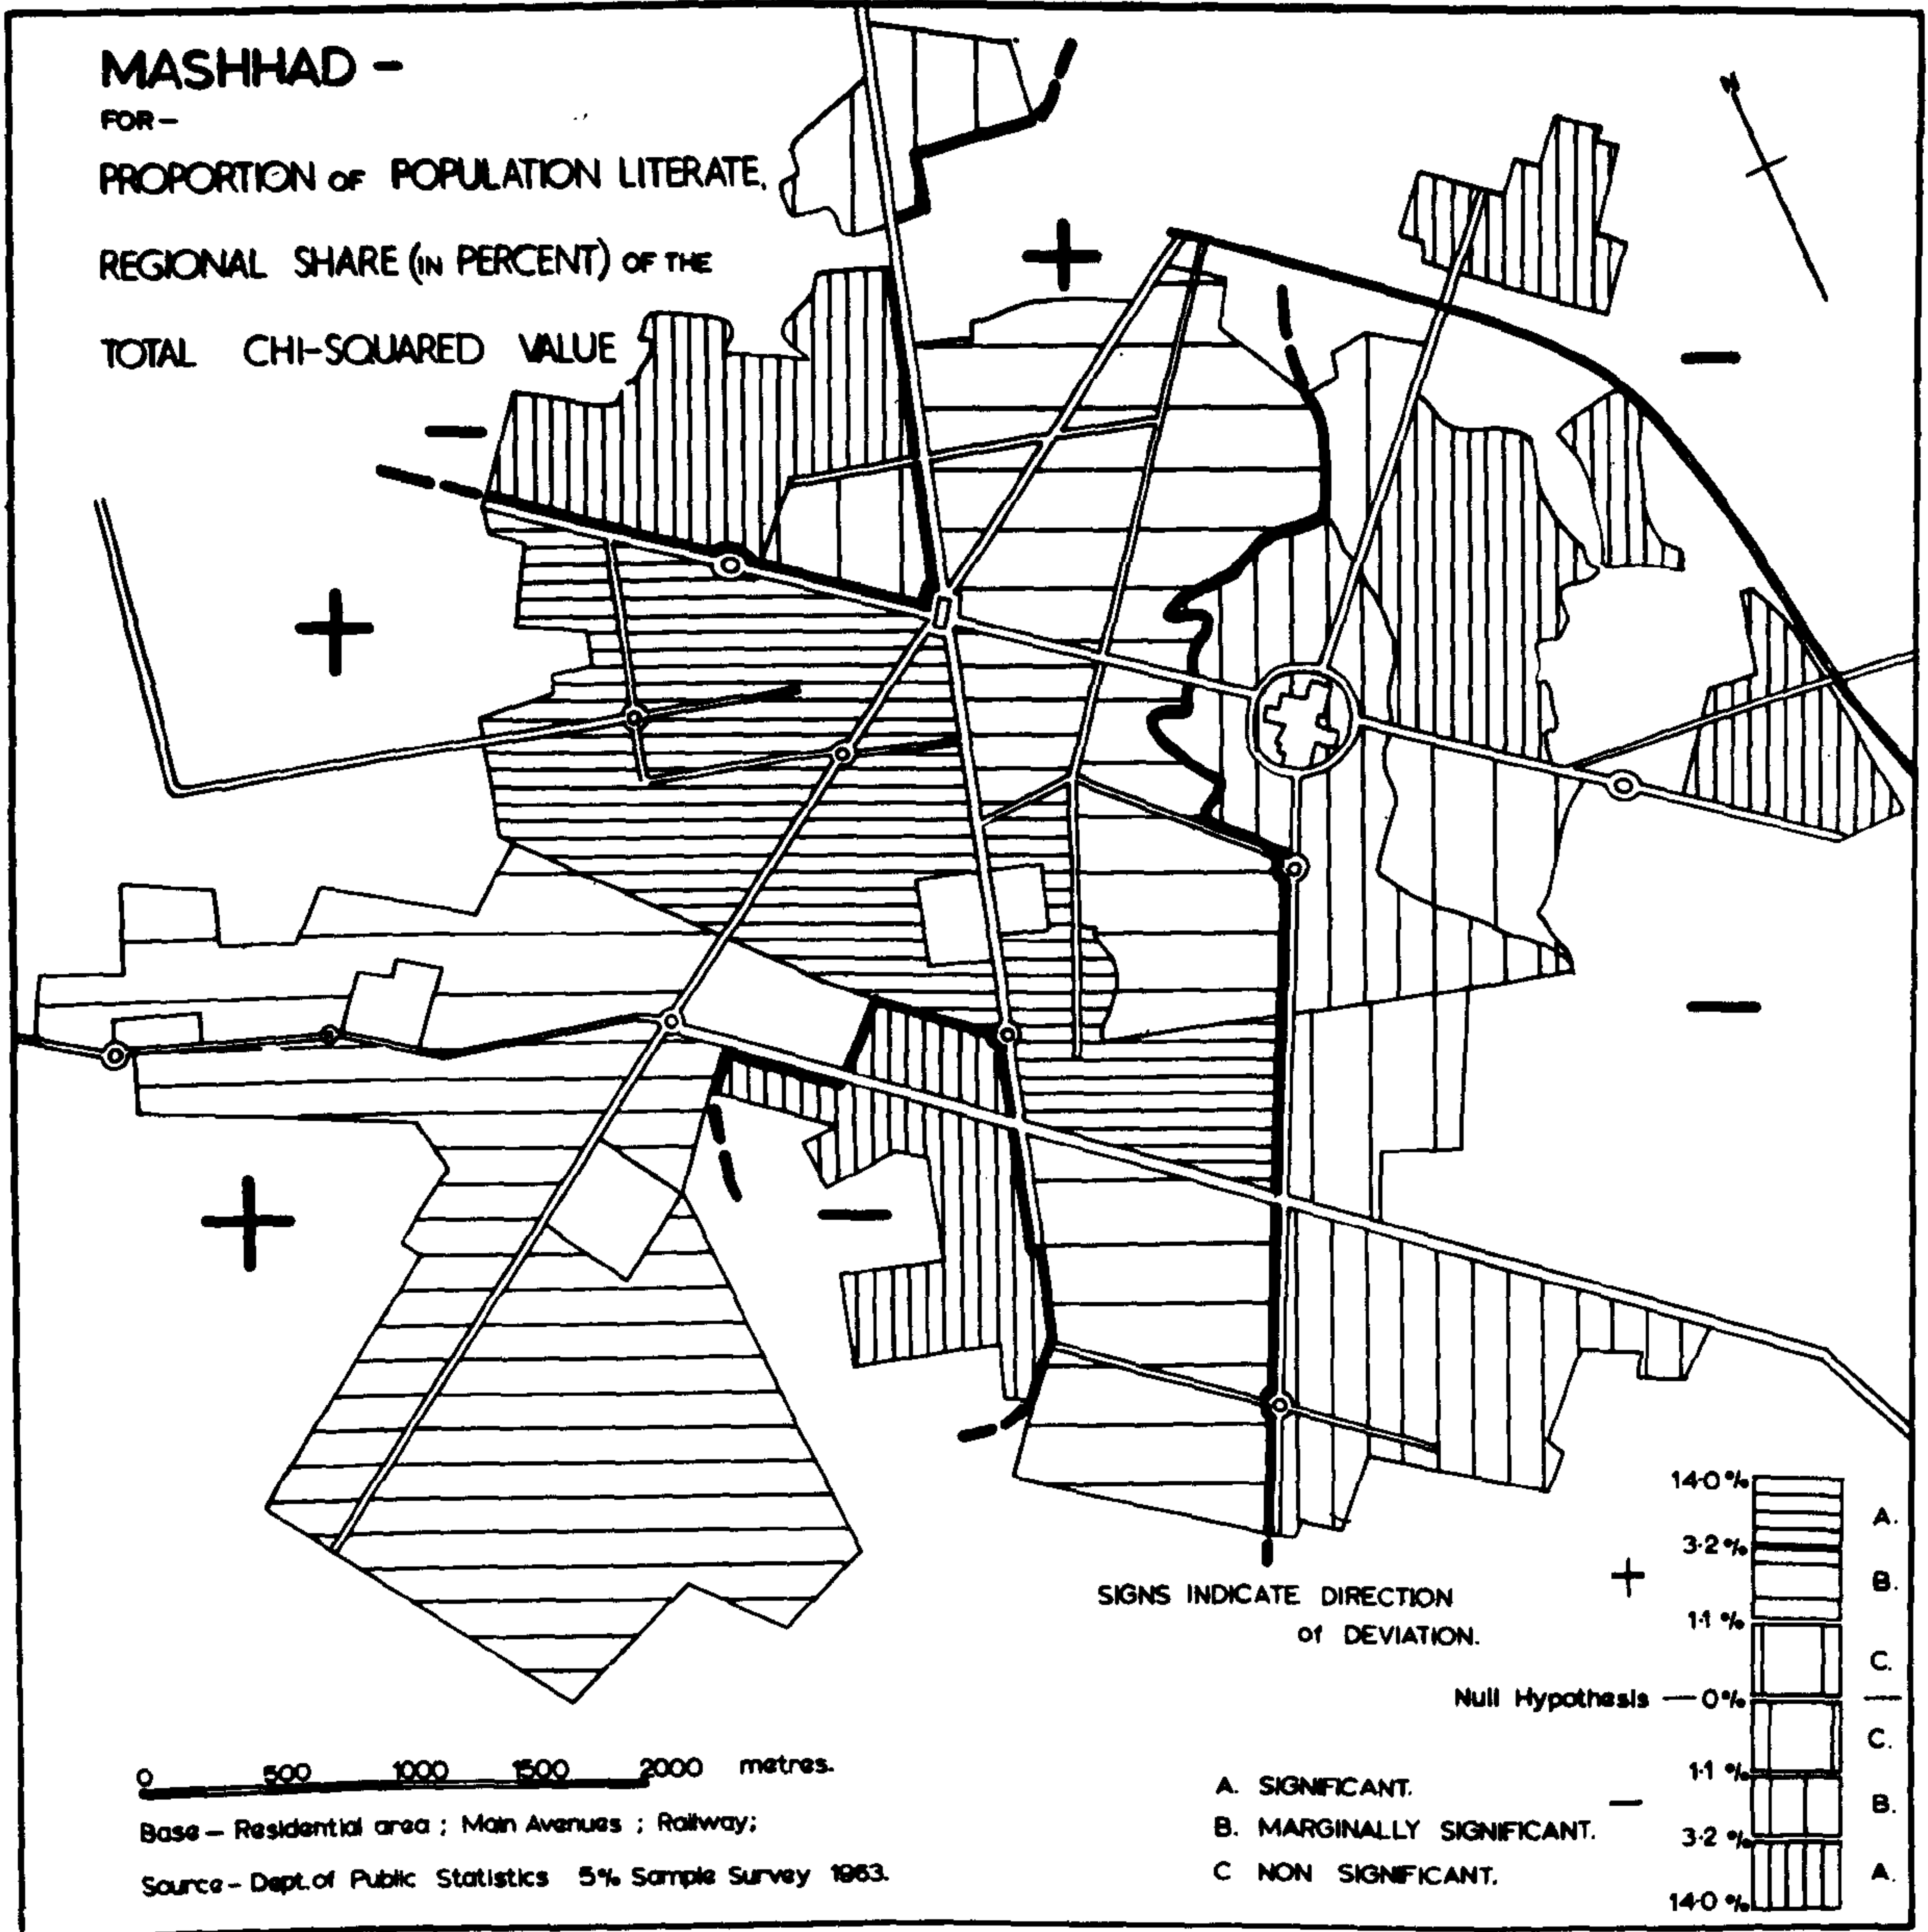 MASHHAD –
FOR –
PROPORTION OF POPULATION LITERATE,
REGIONAL SHARE (IN PERCENT) OF THE
TOTAL CHI-SQUARED VALUE
N
+
–
–
+
–
+
–
SIGNS INDICATE DIRECTION
of DEVIATION.
14·0 %
A.
3·2 %
+
B.
1·1 %
C.
Null Hypothesis — 0 %
C.
1·1 %
–
B.
3·2 %
A.
14·0 %
A. SIGNIFICANT.
B. MARGINALLY SIGNIFICANT.
C NON SIGNIFICANT.
0 500 1000 1500 2000 metres.
Base – Residential area ; Main Avenues ; Railway;
Source – Dept. of Public Statistics 5% Sample Survey 1963.